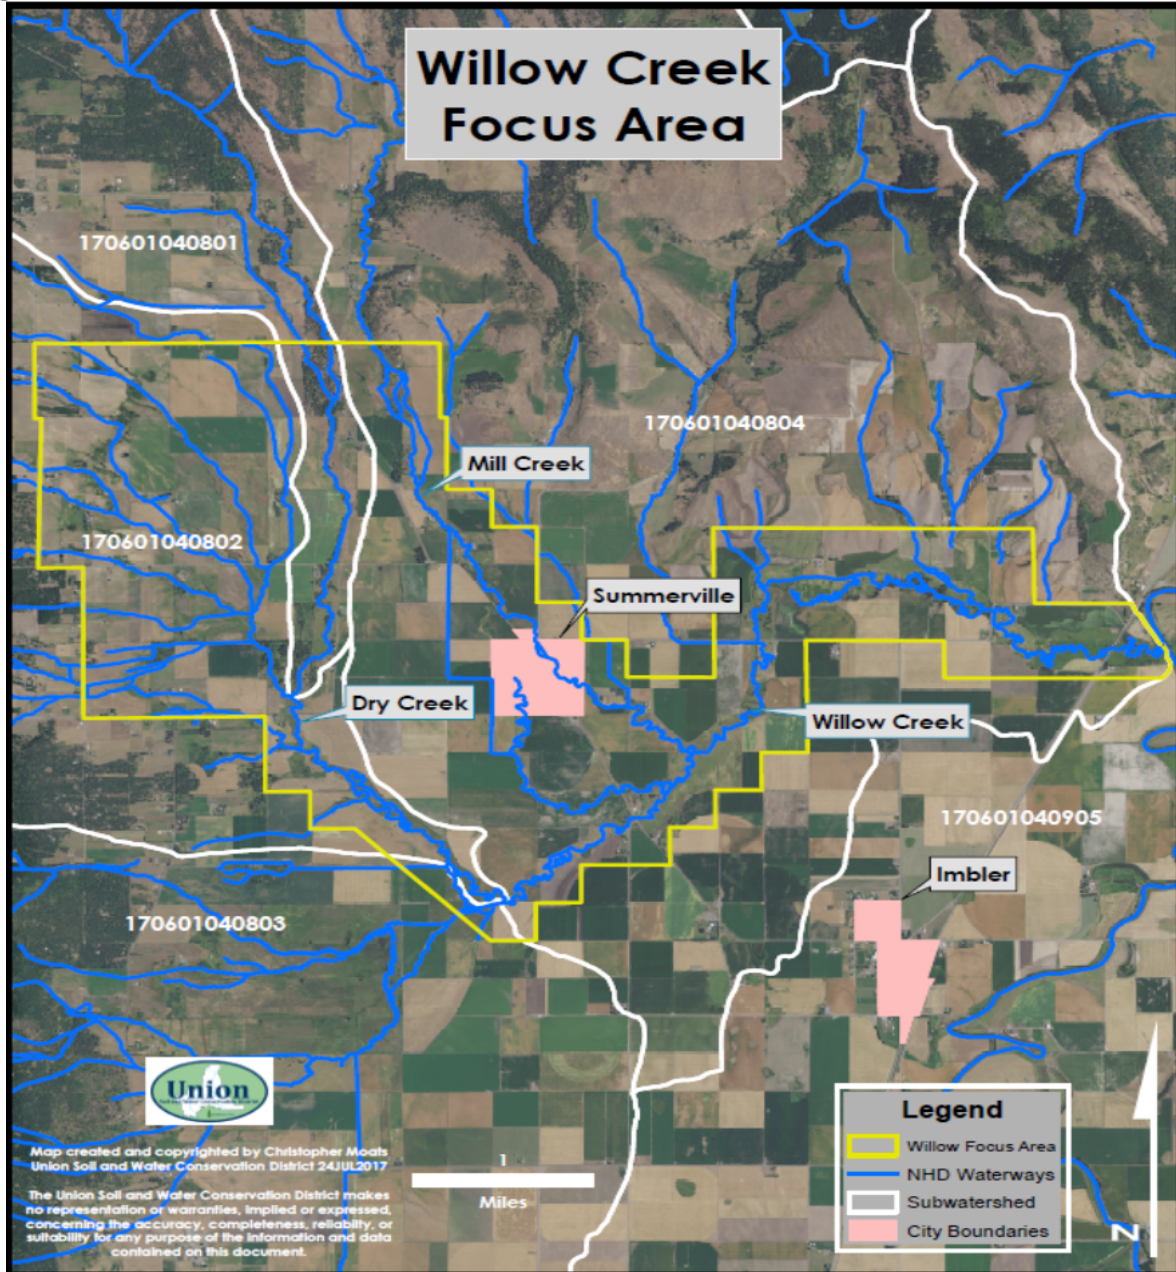 Willow Creek
Focus Area
170601040801
170601040804
Mill Creek
170601040802
Summerville
Dry Creek
Willow Creek
170601040905
Imbler
170601040803
Union
Map created and copyrighted by Christopher Moats
Union Soil and Water Conservation District 24JUL2017
The Union Soil and Water Conservation District makes
no representation or warranties, implied or expressed,
concerning the accuracy, completeness, reliabilty, or
suitability for any purpose of the information and data
contained on this document.
1
Miles
Legend
Willow Focus Area
NHD Waterways
Subwatershed
City Boundaries
N